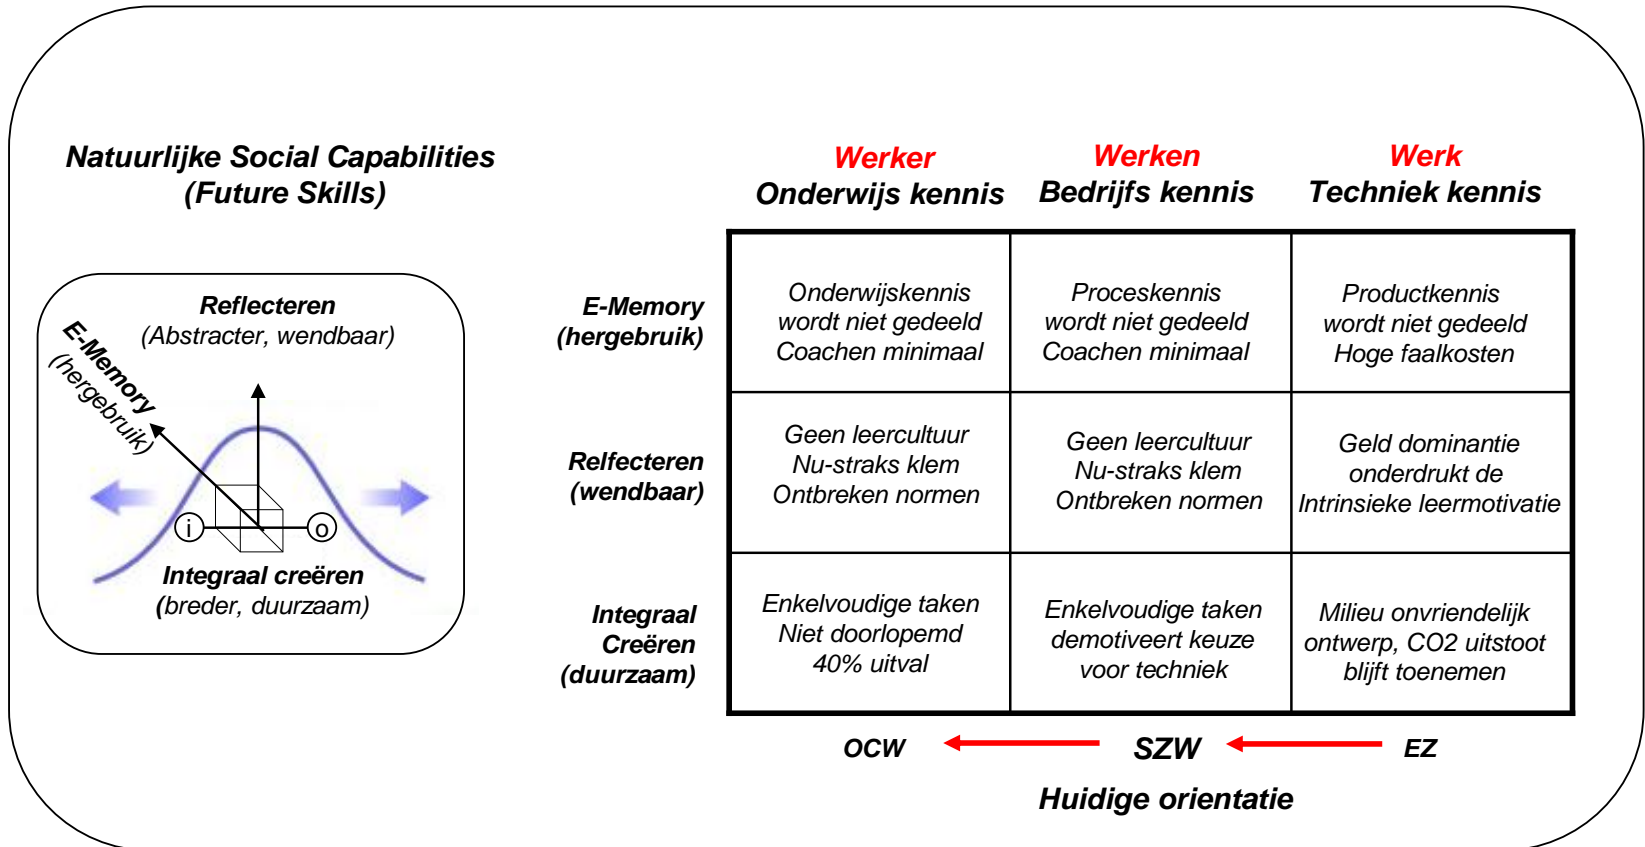 Natuurlijke Social Capabilities
(Future Skills)
Reflecteren
(Abstracter, wendbaar)
E-Memory
(hergebruik)
i
o
Integraal creëren
(breder, duurzaam)
Werker
Onderwijs kennis
Werken
Bedrijfs kennis
Werk
Techniek kennis
E-Memory
(hergebruik)
Onderwijskennis
wordt niet gedeeld
Coachen minimaal
Proceskennis
wordt niet gedeeld
Coachen minimaal
Productkennis
wordt niet gedeeld
Hoge faalkosten
Relfecteren
(wendbaar)
Geen leercultuur
Nu-straks klem
Ontbreken normen
Geen leercultuur
Nu-straks klem
Ontbreken normen
Geld dominantie
onderdrukt de
Intrinsieke leermotivatie
Integraal
Creëren
(duurzaam)
Enkelvoudige taken
Niet doorlopemd
40% uitval
Enkelvoudige taken
demotiveert keuze
voor techniek
Milieu onvriendelijk
ontwerp, CO2 uitstoot
blijft toenemen
OCW
SZW
EZ
Huidige orientatie